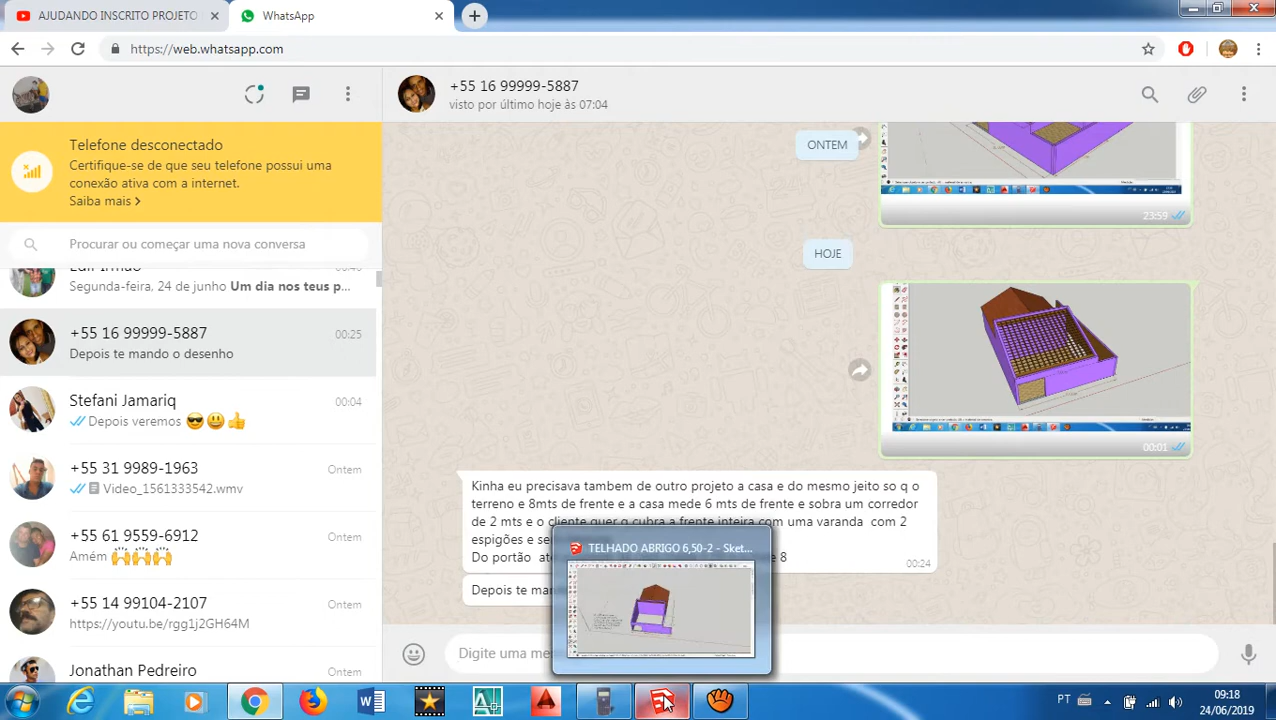 AJUDANDO INSCRITO PROJETO
WhatsApp
https://web.whatsapp.com
+55 16 99999-5887
visto por último hoje às 07:04
Telefone desconectado
Certifique-se de que seu telefone possui uma
conexão ativa com a internet.
Saiba mais
Procurar ou começar uma nova conversa
Segunda-feira, 24 de junho Um dia nos teus p...
+55 16 99999-5887 00:25
Depois te mando o desenho
Stefani Jamariq 00:04
Depois veremos
+55 31 9989-1963 Ontem
Video_1561333542.wmv
+55 61 9559-6912 Ontem
Amém
+55 14 99104-2107 Ontem
https://youtu.be/rgg1j2GH64M
Jonathan Pedreiro Ontem
ONTEM
23:59
HOJE
00:01
Kinha eu precisava tambem de outro projeto a casa e do mesmo jeito so q o
terreno e 8mts de frente e a casa mede 6 mts de frente e sobra um corredor
de 2 mts e o cliente quer q cubra a frente inteira com uma varanda com 2
espigões e
Do portão e 8
00:24
Depois te
TELHADO ABRIGO 6,50-2 - Sket...
Digite uma
PT
09:18
24/06/2019